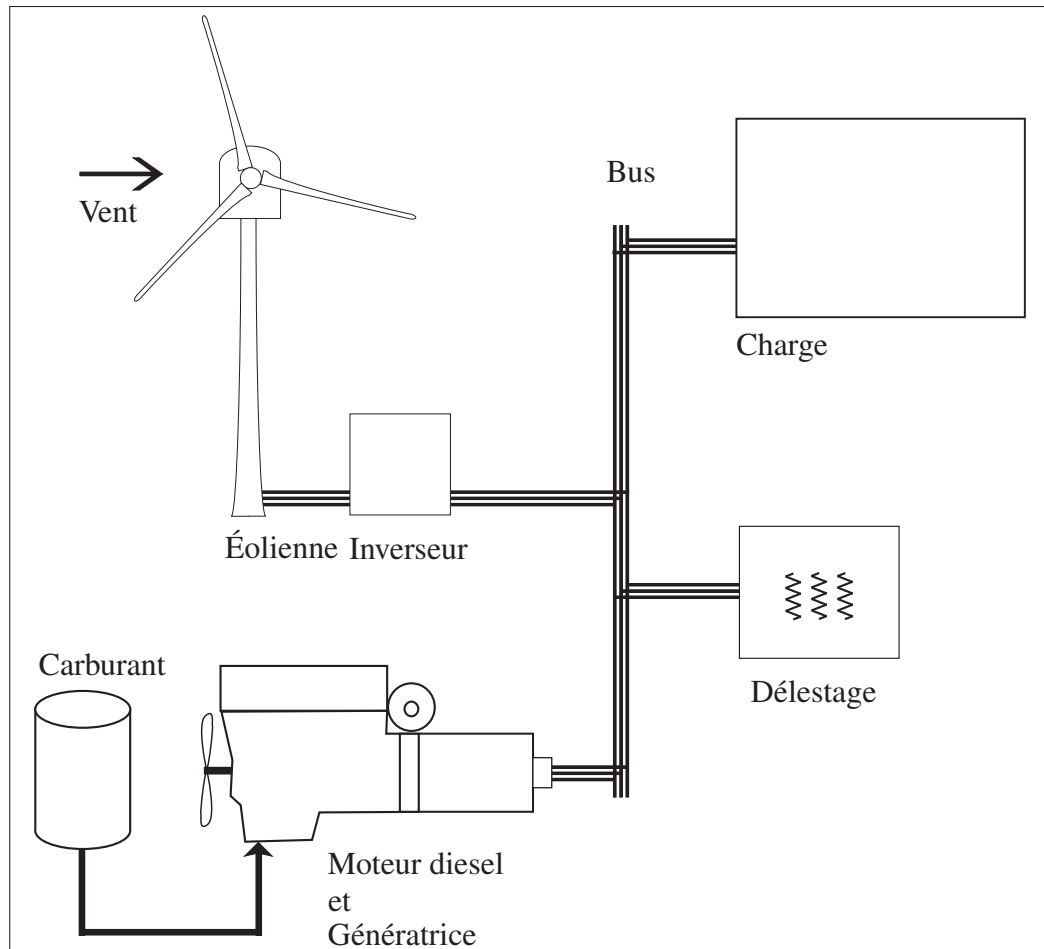 Bus
Vent
Charge
Éolienne
Inverseur
Carburant
Délestage
Moteur diesel
et
Génératrice